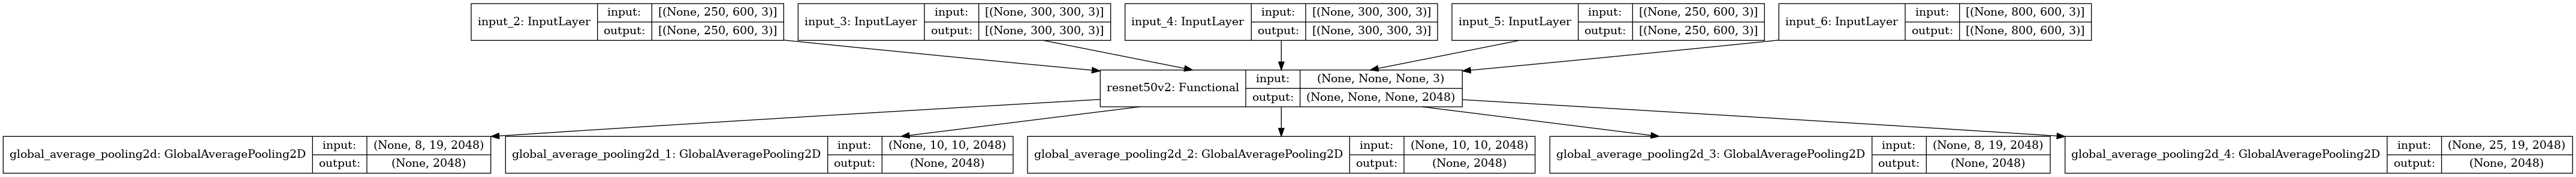 input_2: InputLayer input: [(None, 250, 600, 3)]
output: [(None, 250, 600, 3)]
input_3: InputLayer input: [(None, 300, 300, 3)]
output: [(None, 300, 300, 3)]
input_4: InputLayer input: [(None, 300, 300, 3)]
output: [(None, 300, 300, 3)]
input_5: InputLayer input: [(None, 250, 600, 3)]
output: [(None, 250, 600, 3)]
input_6: InputLayer input: [(None, 800, 600, 3)]
output: [(None, 800, 600, 3)]
resnet50v2: Functional input: (None, None, None, 3)
output: (None, None, None, 2048)
global_average_pooling2d: GlobalAveragePooling2D input: (None, 8, 19, 2048)
output: (None, 2048)
global_average_pooling2d_1: GlobalAveragePooling2D input: (None, 10, 10, 2048)
output: (None, 2048)
global_average_pooling2d_2: GlobalAveragePooling2D input: (None, 10, 10, 2048)
output: (None, 2048)
global_average_pooling2d_3: GlobalAveragePooling2D input: (None, 8, 19, 2048)
output: (None, 2048)
global_average_pooling2d_4: GlobalAveragePooling2D input: (None, 25, 19, 2048)
output: (None, 2048)